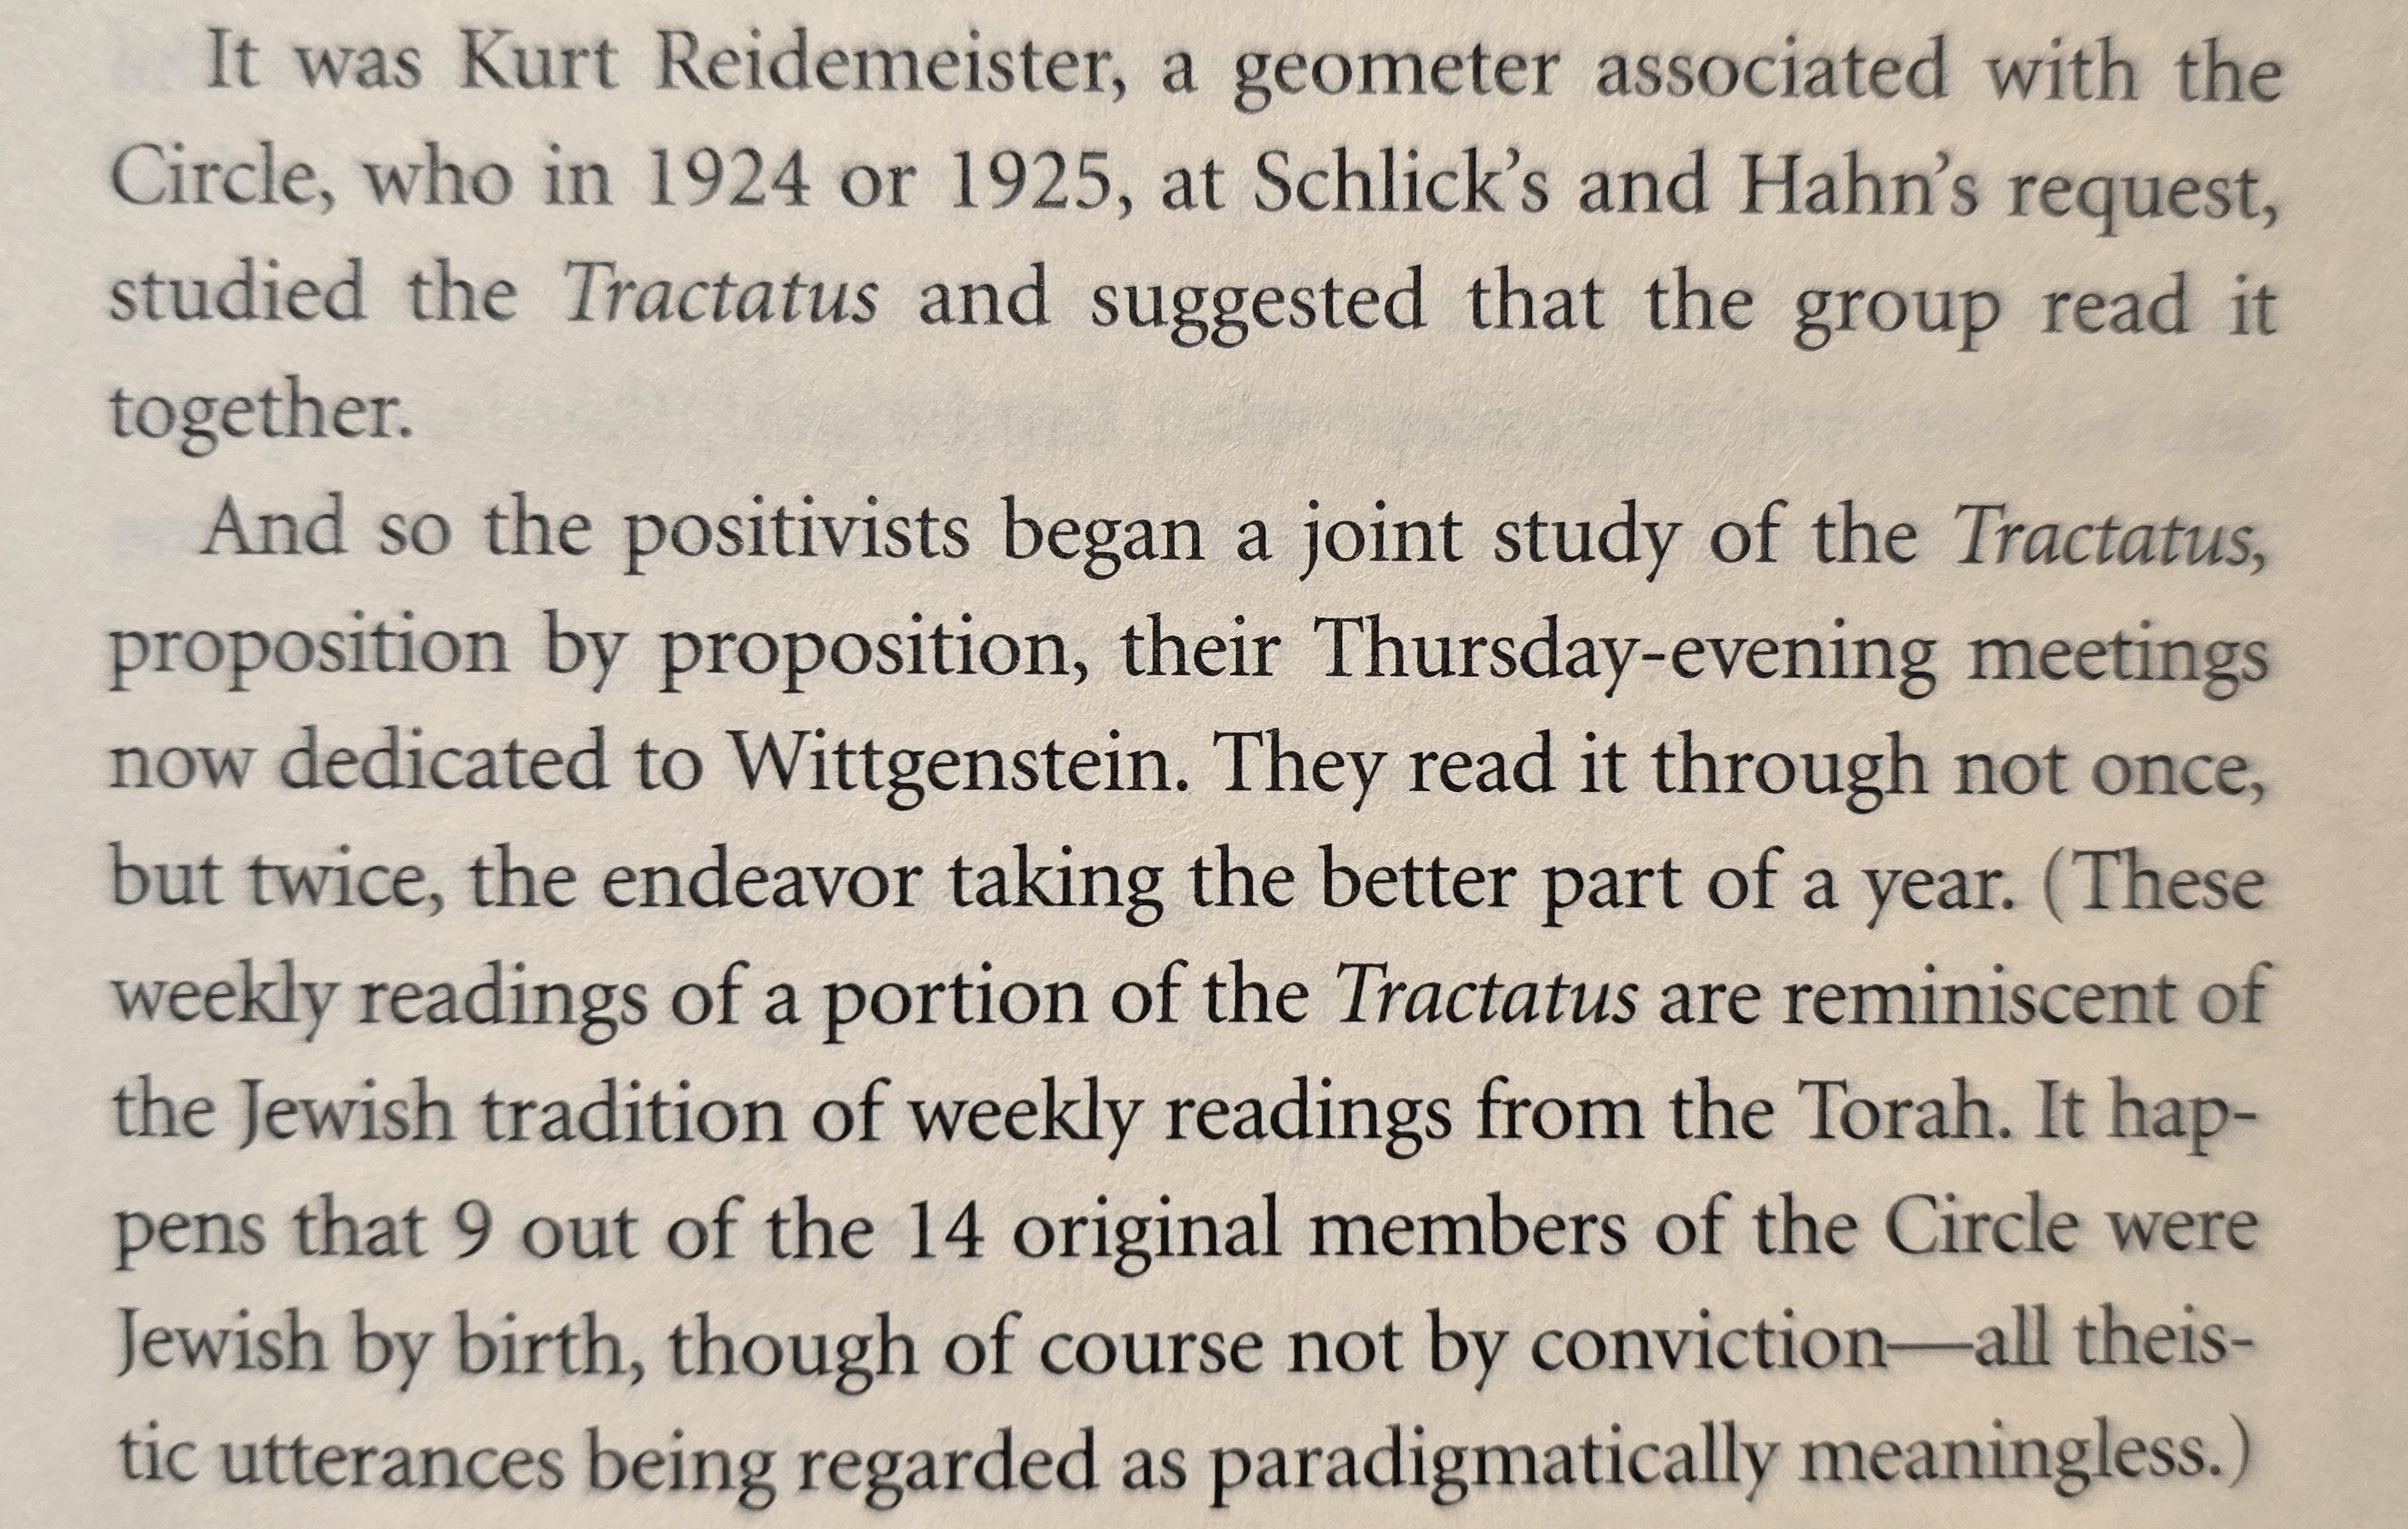 It was Kurt Reidemeister, a geometer associated with the
Circle, who in 1924 or 1925, at Schlick’s and Hahn’s request,
studied the Tractatus and suggested that the group read it
together.
And so the positivists began a joint study of the Tractatus,
proposition by proposition, their Thursday-evening meetings
now dedicated to Wittgenstein. They read it through not once,
but twice, the endeavor taking the better part of a year. (These
weekly readings of a portion of the Tractatus are reminiscent of
the Jewish tradition of weekly readings from the Torah. It hap-
pens that 9 out of the 14 original members of the Circle were
Jewish by birth, though of course not by conviction—all theis-
tic utterances being regarded as paradigmatically meaningless.)